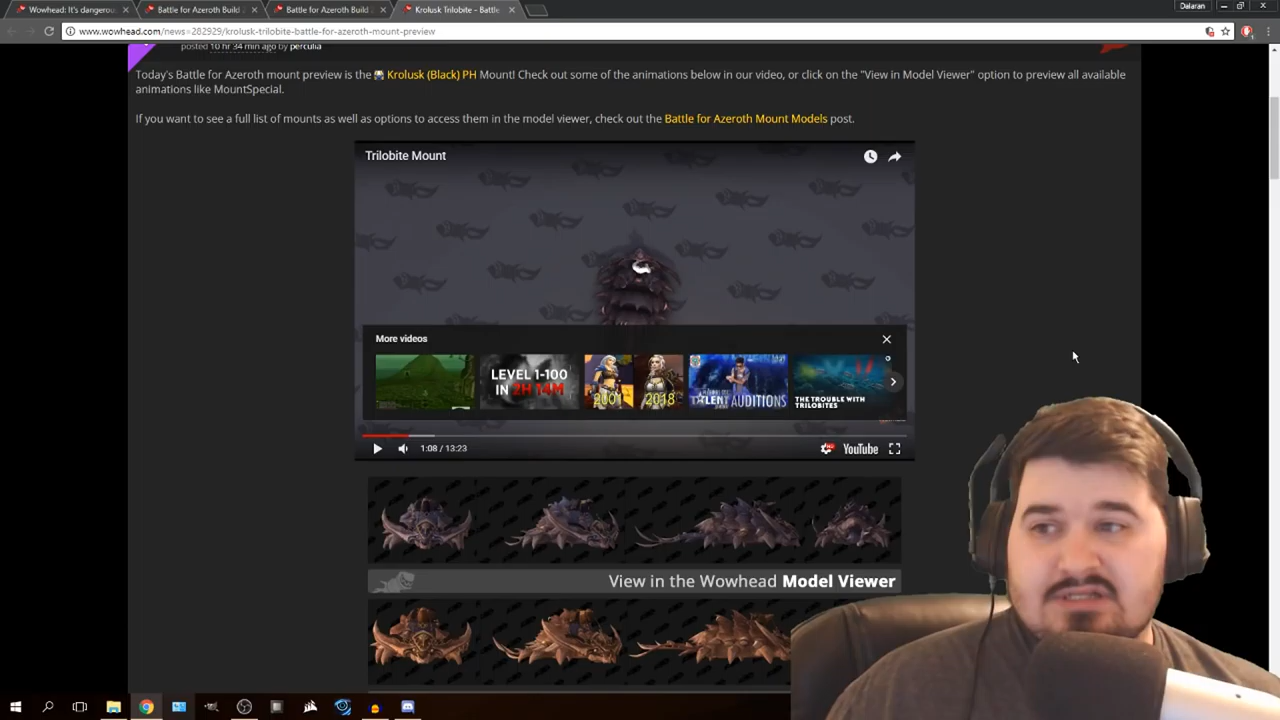 Wowhead: It's dangerou
Battle for Azeroth Build
Battle for Azeroth Build
Krolusk Trilobite - Battle
Dalaran
www.wowhead.com/news=282929/krolusk-trilobite-battle-for-azeroth-mount-preview
posted 10 hr 34 min ago by perculia
Today's Battle for Azeroth mount preview is the Krolusk (Black) PH Mount! Check out some of the animations below in our video, or click on the "View in Model Viewer" option to preview all available
animations like MountSpecial.
If you want to see a full list of mounts as well as options to access them in the model viewer, check out the Battle for Azeroth Mount Models post.
Trilobite Mount
More videos
LEVEL 1-100
IN 2H 14M
2001 2018
TALENT AUDITIONS
THE TROUBLE WITH
TRILOBITES
1:08 / 13:23
YouTube
View in the Wowhead Model Viewer